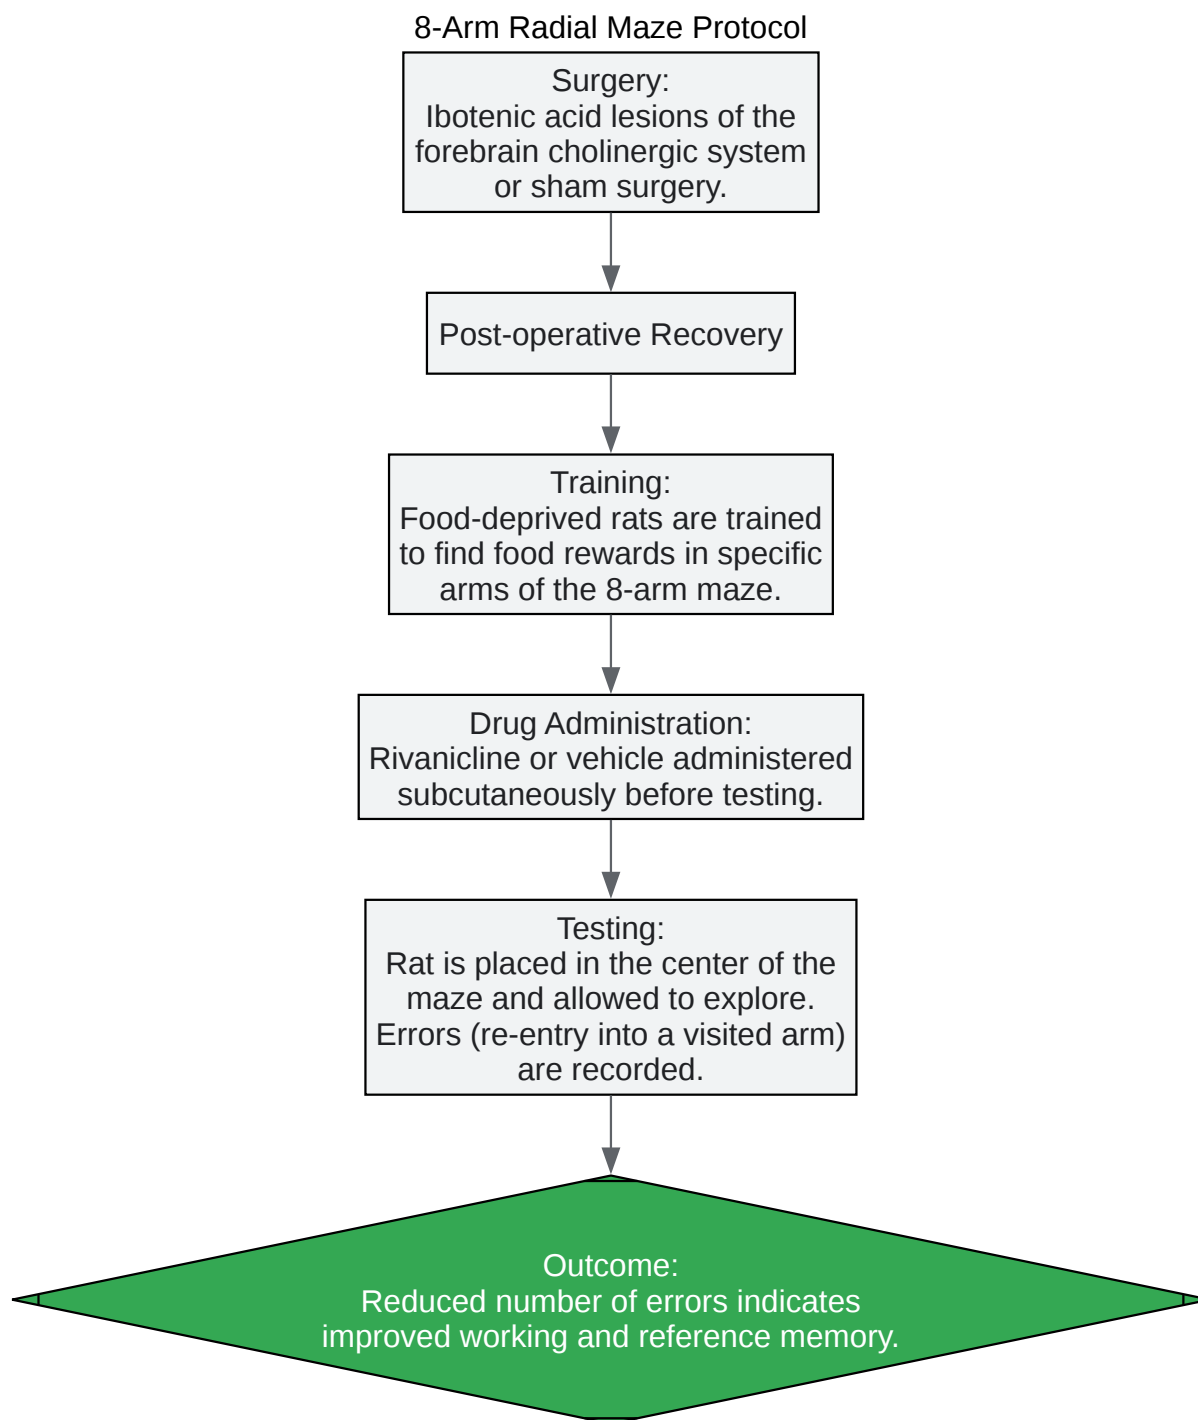 8-Arm Radial Maze Protocol
Surgery:
Ibotenic acid lesions of the
forebrain cholinergic system
or sham surgery.
Post-operative Recovery
Training:
Food-deprived rats are trained
to find food rewards in specific
arms of the 8-arm maze.
Drug Administration:
Rivanicline or vehicle administered
subcutaneously before testing.
Testing:
Rat is placed in the center of the
maze and allowed to explore.
Errors (re-entry into a visited arm)
are recorded.
Outcome:
Reduced number of errors indicates
improved working and reference memory.